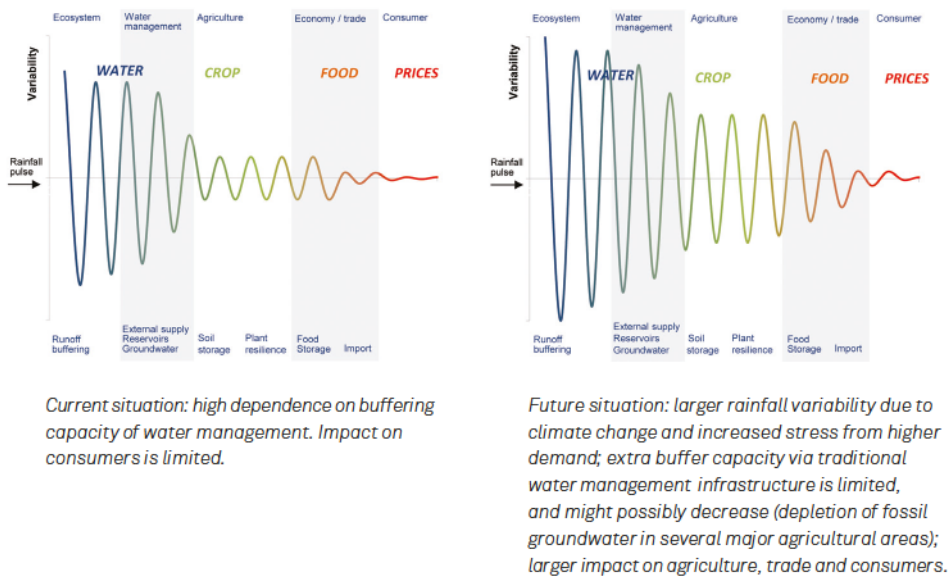 Ecosystem
Water
management
Agriculture
Economy / trade
Consumer
Variability
WATER
CROP
FOOD
PRICES
Rainfall
pulse
Runoff
buffering
External supply
Reservoirs
Groundwater
Soil
storage
Plant
resilience
Food
Storage
Import
Current situation: high dependence on buffering
capacity of water management. Impact on
consumers is limited.
Ecosystem
Water
management
Agriculture
Economy / trade
Consumer
Variability
WATER
CROP
FOOD
PRICES
Rainfall
pulse
Runoff
buffering
External supply
Reservoirs
Groundwater
Soil
storage
Plant
resilience
Food
Storage
Import
Future situation: larger rainfall variability due to
climate change and increased stress from higher
demand; extra buffer capacity via traditional
water management infrastructure is limited,
and might possibly decrease (depletion of fossil
groundwater in several major agricultural areas);
larger impact on agriculture, trade and consumers.